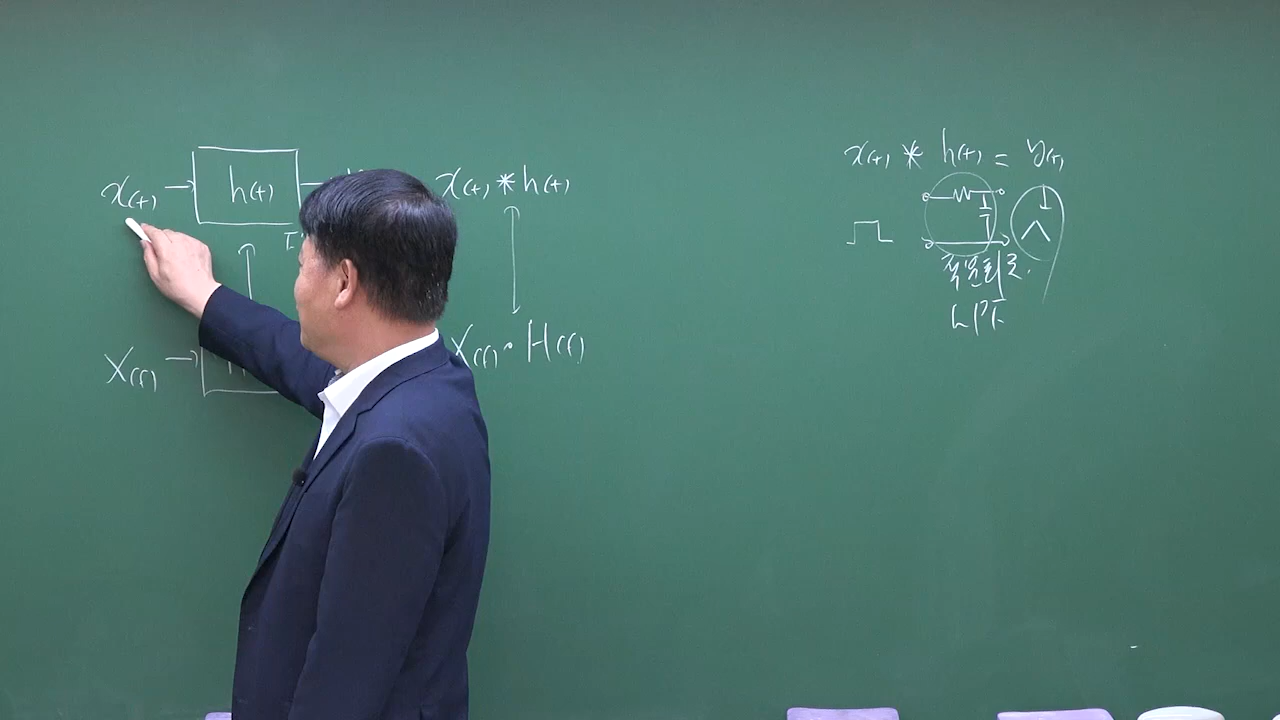 x(t) → h(t)
x(t) * h(t)
X(f) →
X(f) · H(f)
x(t) * h(t) = y(t)
적분회로.
LPF